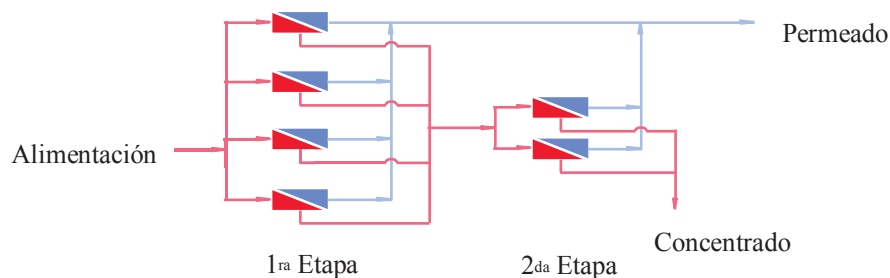 Permeado
Alimentación
Concentrado
1ra Etapa
2da Etapa